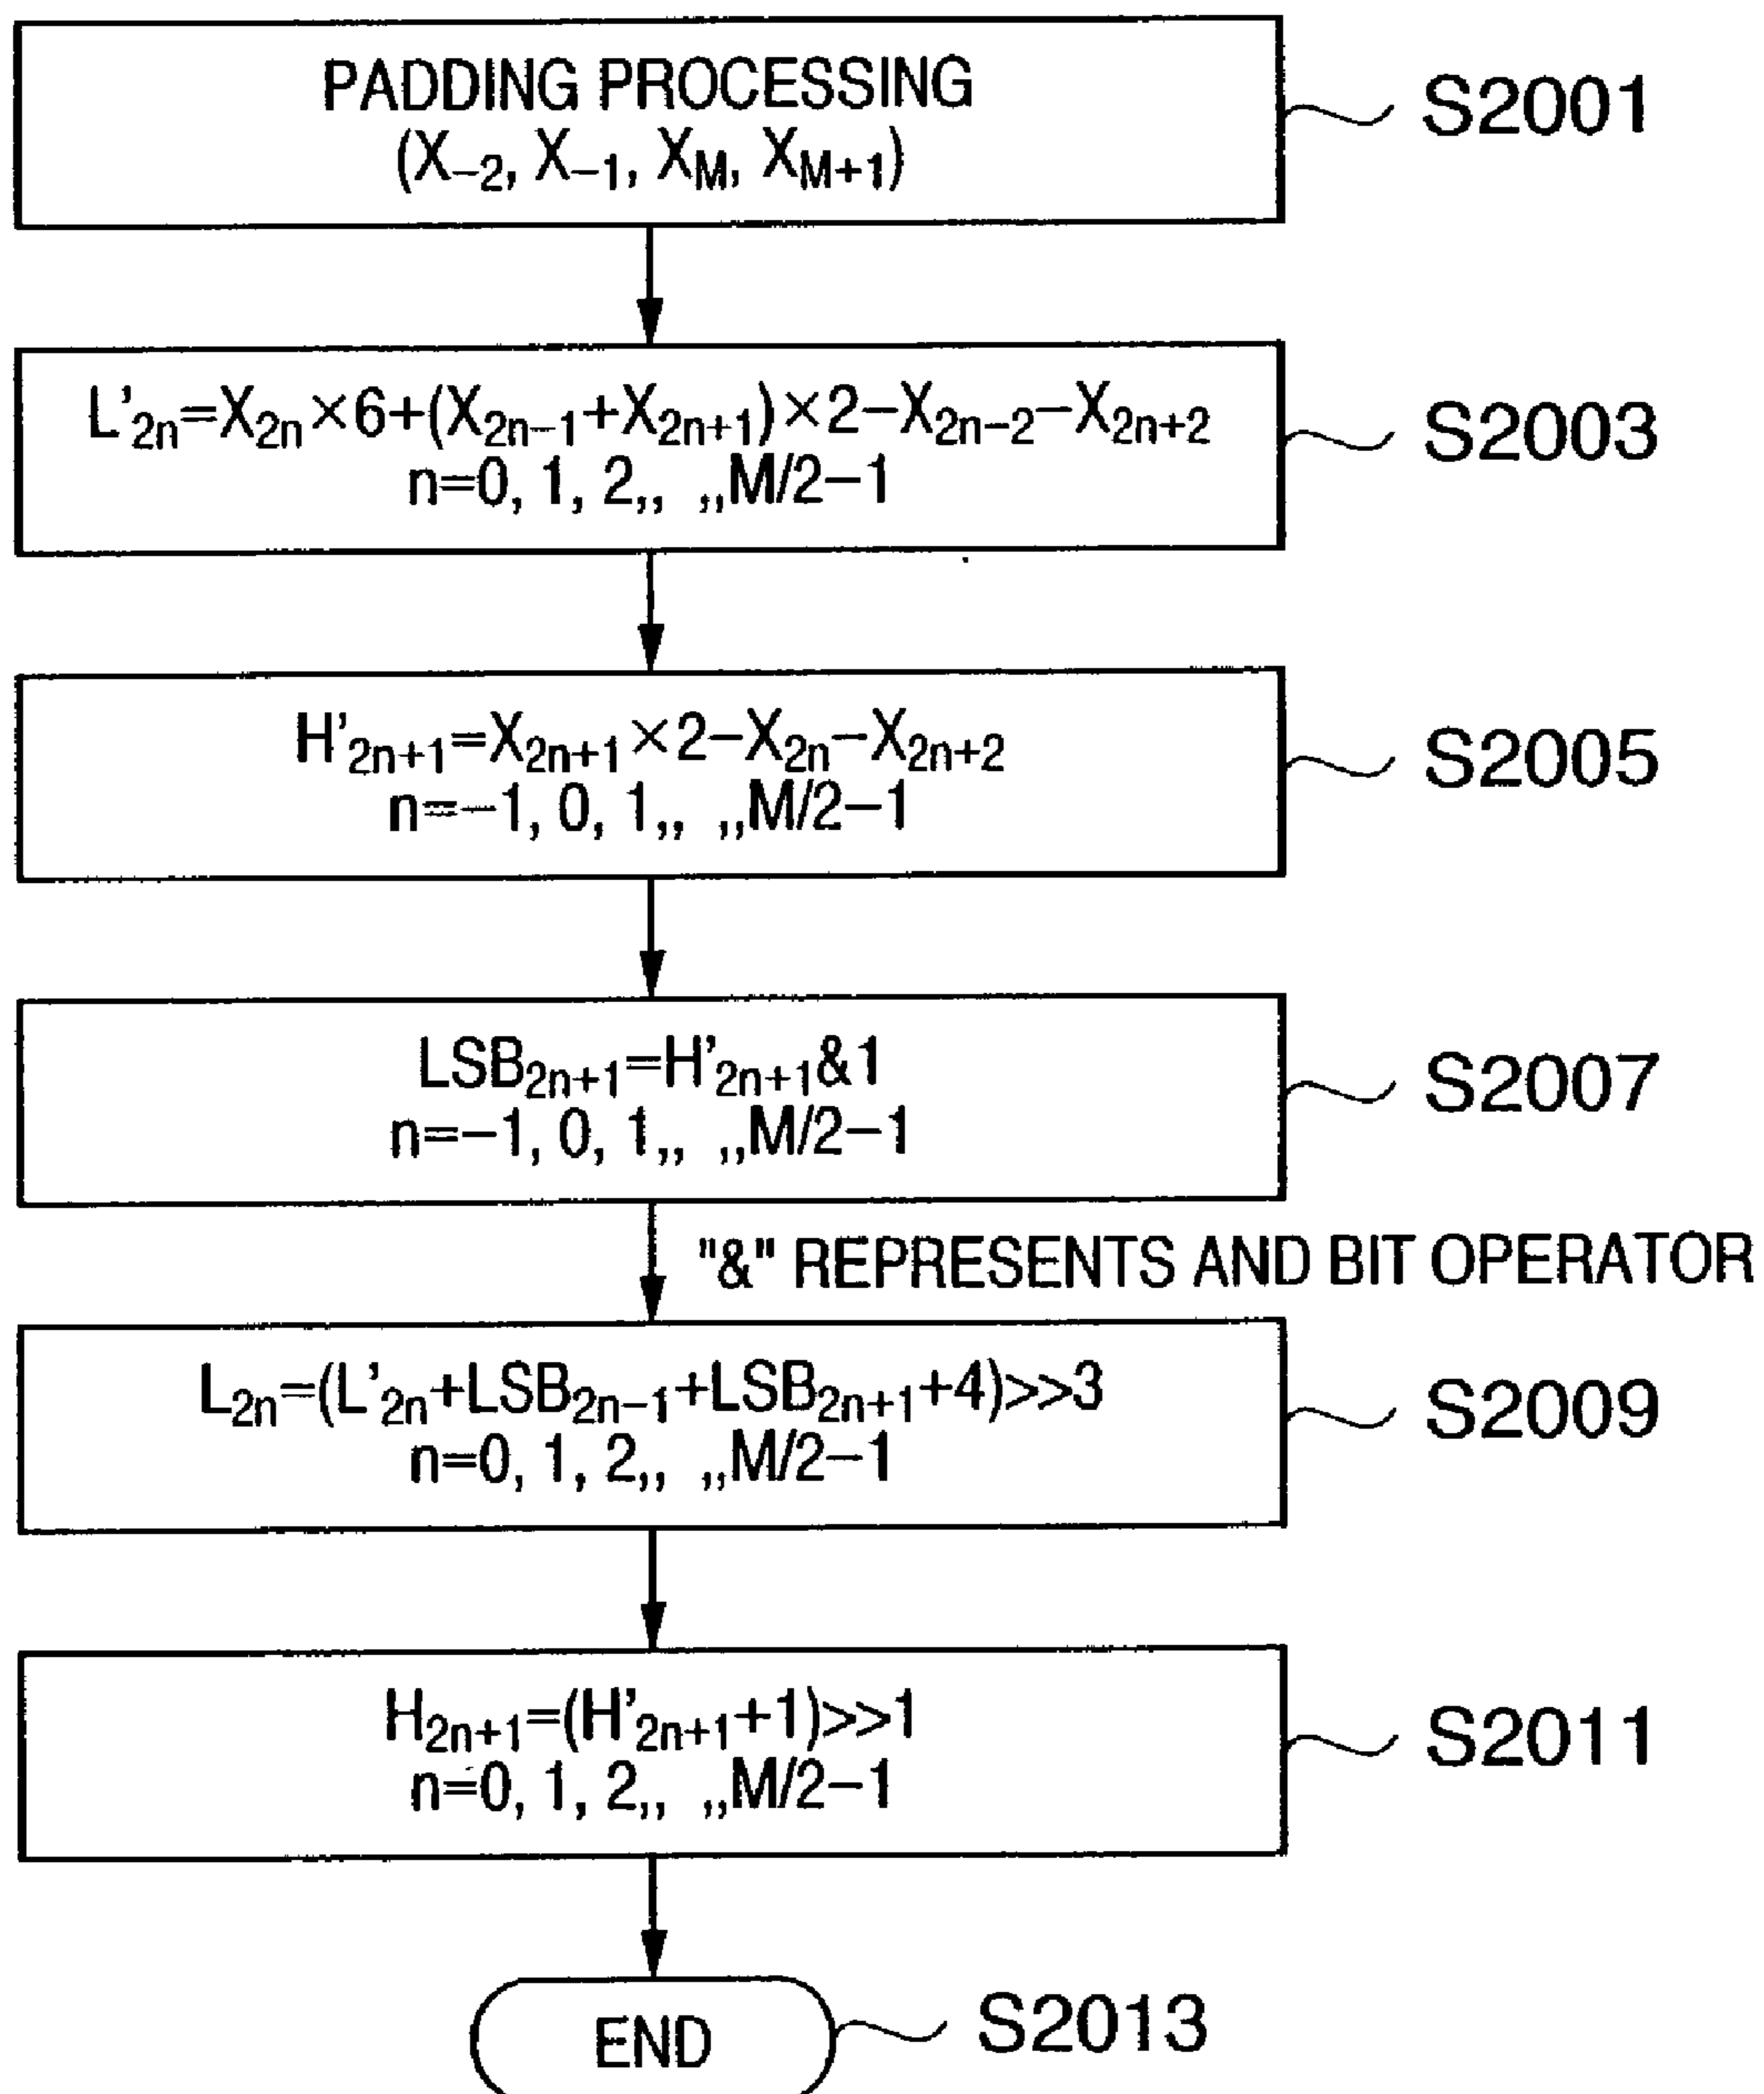 PADDING PROCESSING
(X₋₂, X₋₁, X_M, X_M+1)
S2001
L'₂ₙ=X₂ₙ×6+(X₂ₙ₋₁+X₂ₙ₊₁)×2−X₂ₙ₋₂−X₂ₙ₊₂
n=0, 1, 2,, ,,M/2−1
S2003
H'₂ₙ₊₁=X₂ₙ₊₁×2−X₂ₙ−X₂ₙ₊₂
n=−1, 0, 1,, ,,M/2−1
S2005
LSB₂ₙ₊₁=H'₂ₙ₊₁&1
n=−1, 0, 1,, ,,M/2−1
S2007
"&" REPRESENTS AND BIT OPERATOR
L₂ₙ=(L'₂ₙ+LSB₂ₙ₋₁+LSB₂ₙ₊₁+4)>>3
n=0, 1, 2,, ,,M/2−1
S2009
H₂ₙ₊₁=(H'₂ₙ₊₁+1)>>1
n=0, 1, 2,, ,,M/2−1
S2011
END
S2013